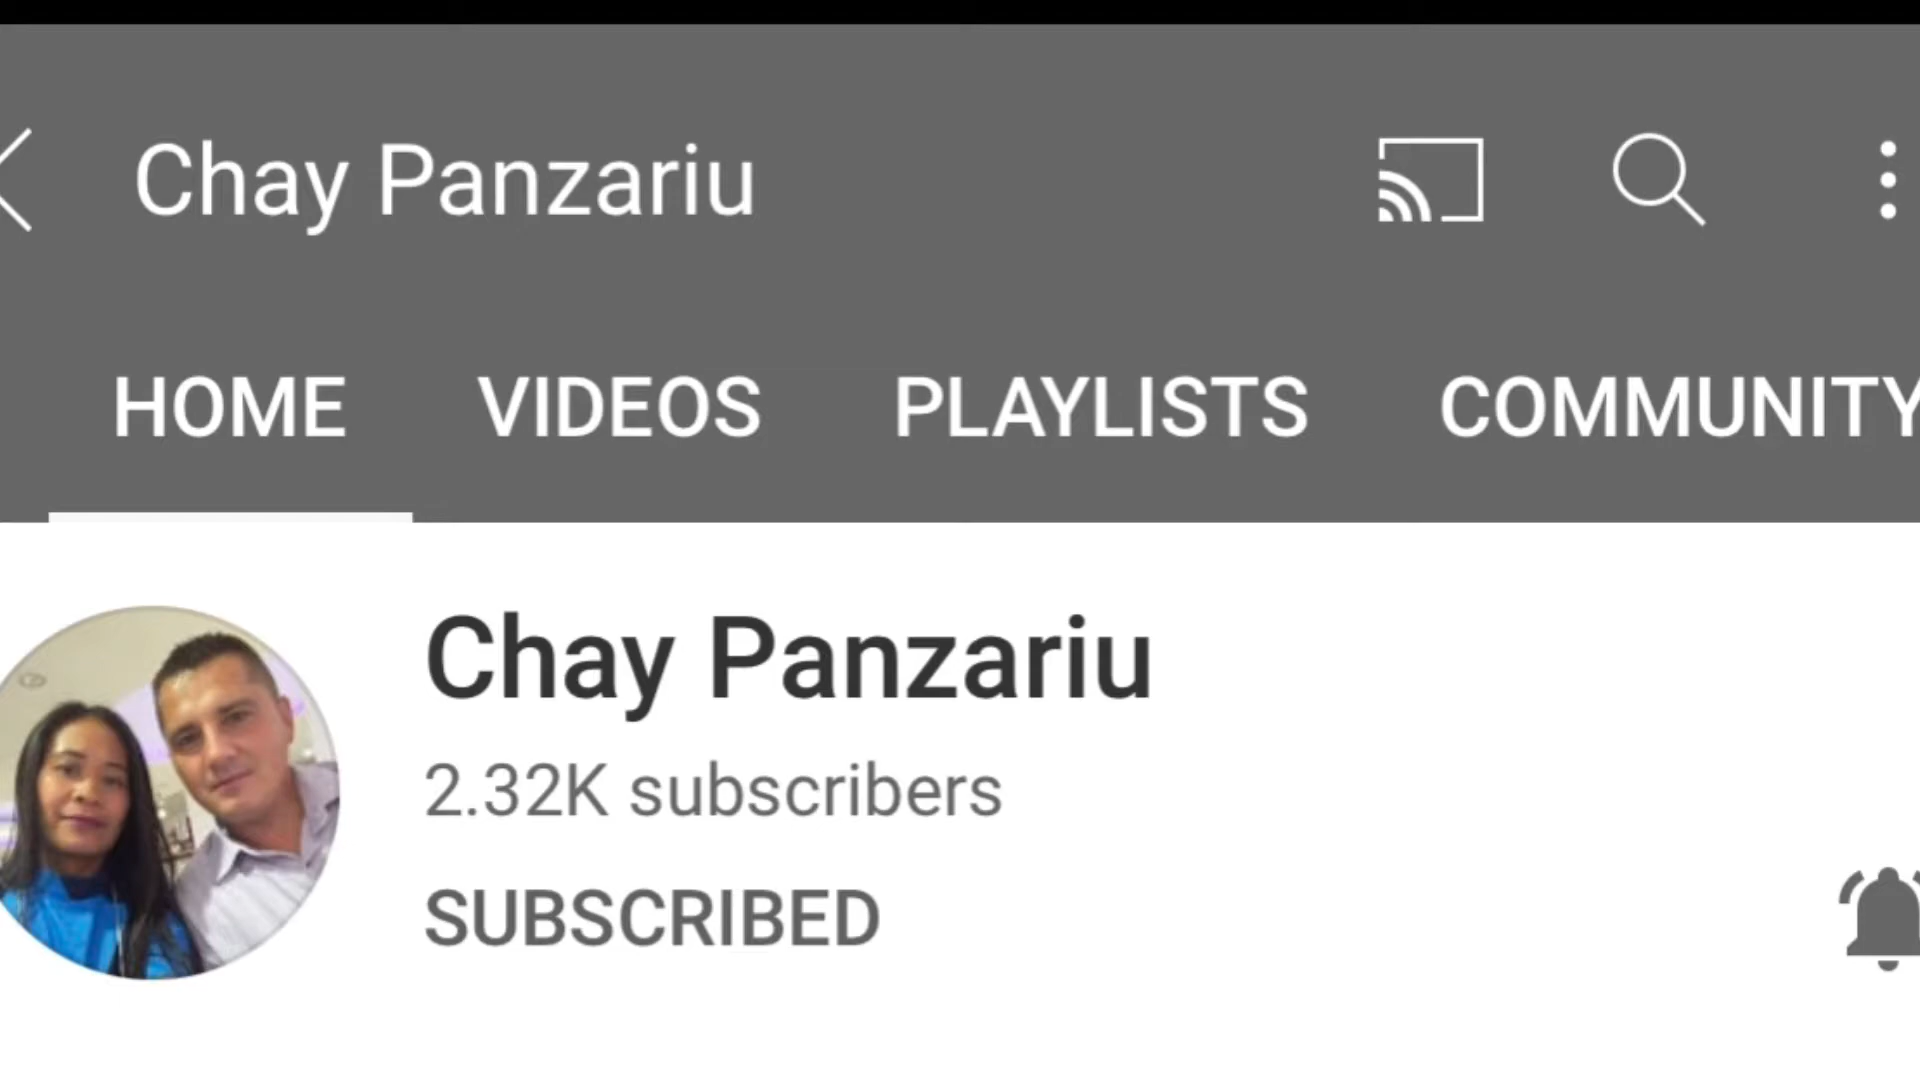 Chay Panzariu
HOME VIDEOS PLAYLISTS COMMUNITY
Chay Panzariu
2.32K subscribers
SUBSCRIBED